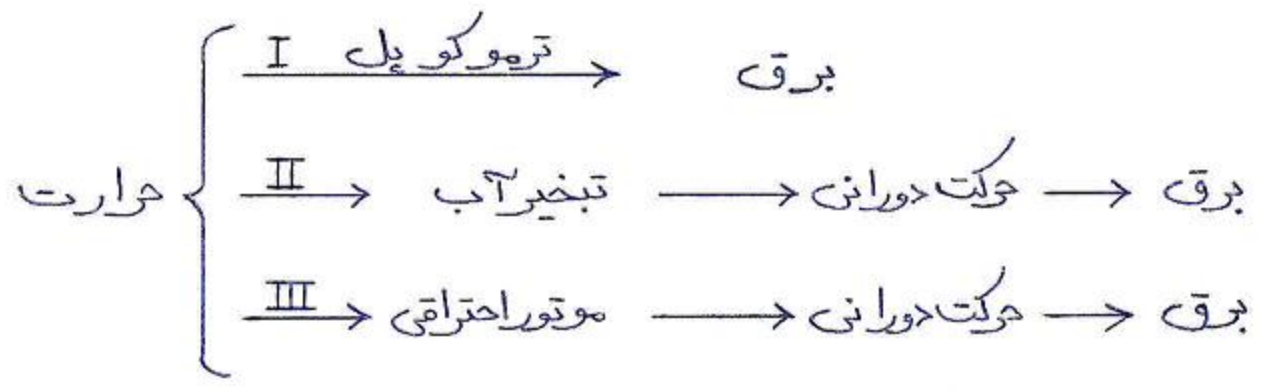 I ترموکوپل → برق
حرارت { II → تبخیر آب → حرکت دورانی → برق
III → موتور احتراقی → حرکت دورانی → برق